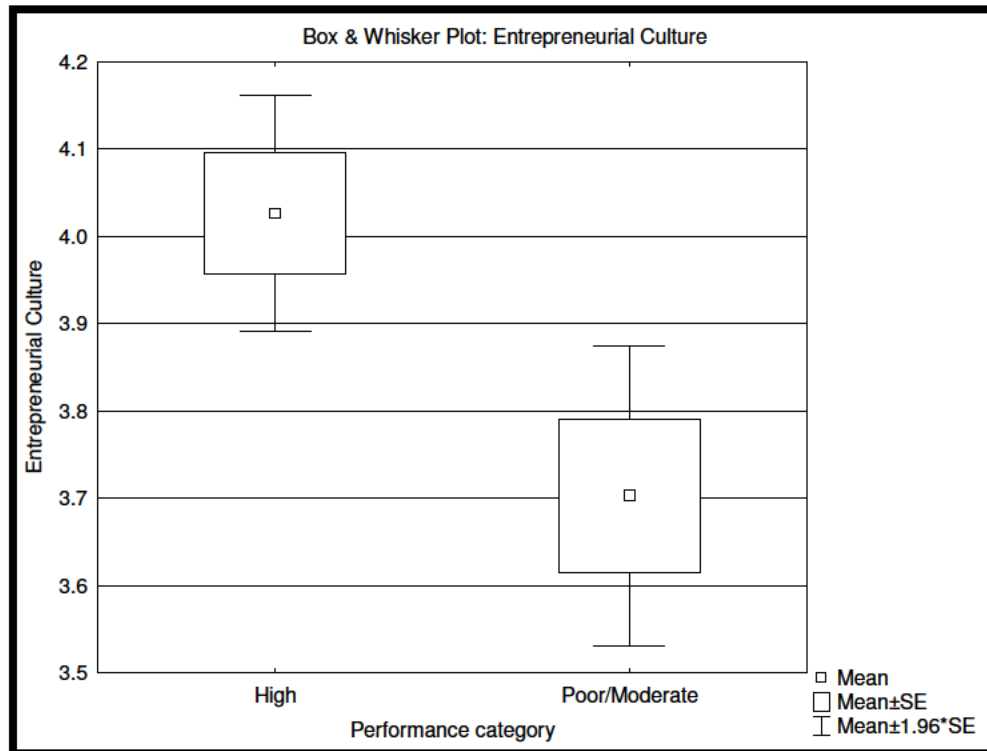 Box & Whisker Plot: Entrepreneurial Culture
4.2
4.1
4.0
3.9
3.8
3.7
3.6
3.5
Entrepreneurial Culture
High
Poor/Moderate
Performance category
Mean
Mean±SE
Mean±1.96*SE